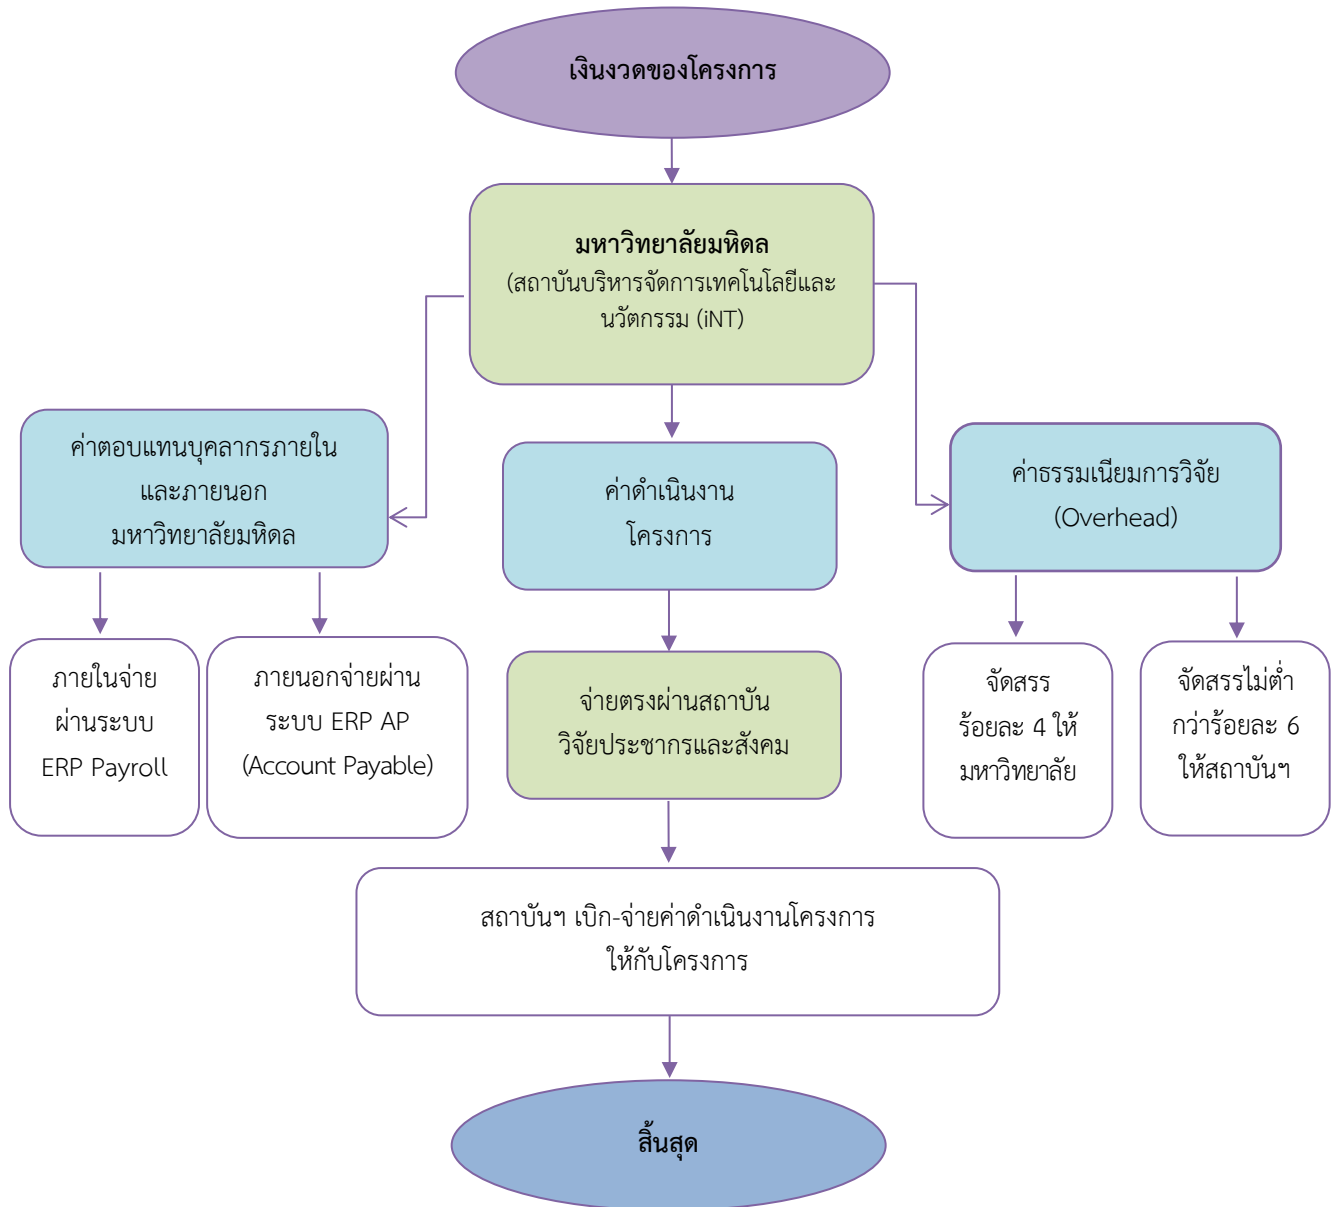 เงินงวดของโครงการ
มหาวิทยาลัยมหิดล
(สถาบันบริหารจัดการเทคโนโลยีและ
นวัตกรรม (iNT)
ค่าตอบแทนบุคลากรภายใน
และภายนอก
มหาวิทยาลัยมหิดล
ค่าดำเนินงาน
โครงการ
ค่าธรรมเนียมการวิจัย
(Overhead)
ภายในจ่าย
ผ่านระบบ
ERP Payroll
ภายนอกจ่ายผ่าน
ระบบ ERP AP
(Account Payable)
จ่ายตรงผ่านสถาบัน
วิจัยประชากรและสังคม
จัดสรร
ร้อยละ 4 ให้
มหาวิทยาลัย
จัดสรรไม่ต่ำ
กว่าร้อยละ 6
ให้สถาบันฯ
สถาบันฯ เบิก-จ่ายค่าดำเนินงานโครงการ
ให้กับโครงการ
สิ้นสุด